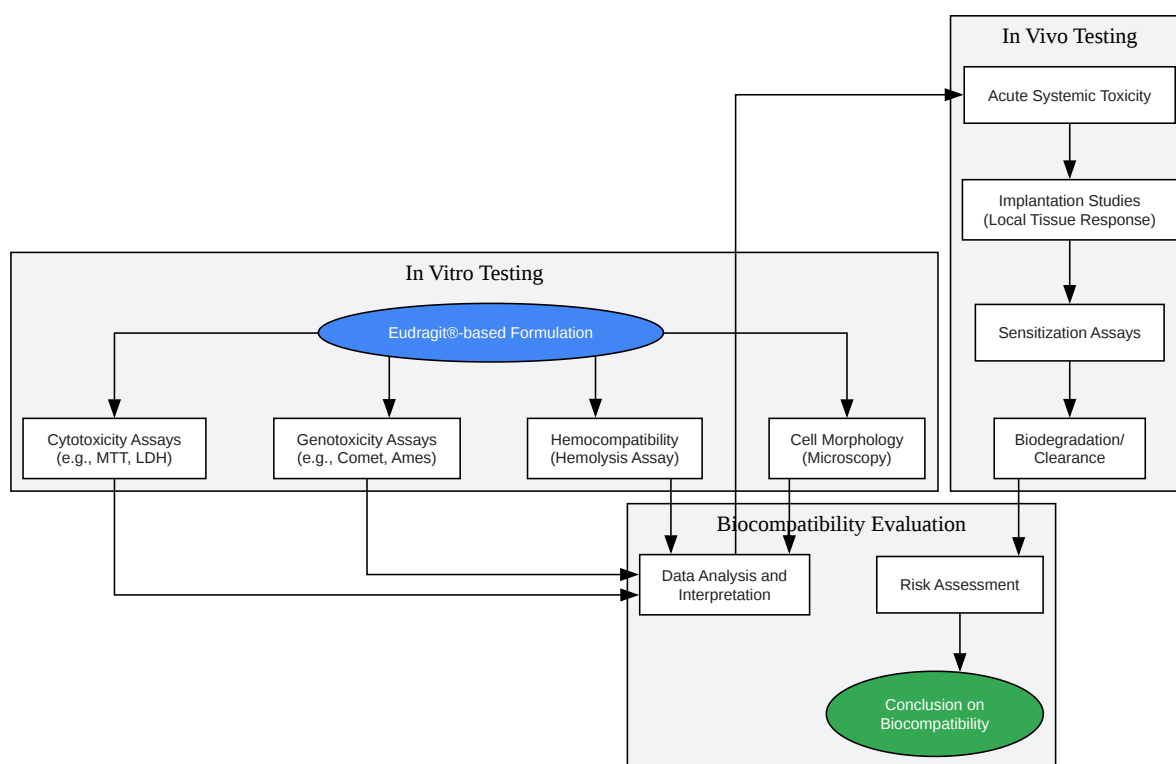 In Vivo Testing
Acute Systemic Toxicity
Implantation Studies
(Local Tissue Response)
In Vitro Testing
Eudragit®-based Formulation
Sensitization Assays
Cytotoxicity Assays
(e.g., MTT, LDH)
Genotoxicity Assays
(e.g., Comet, Ames)
Hemocompatibility
(Hemolysis Assay)
Cell Morphology
(Microscopy)
Biodegradation/
Clearance
Biocompatibility Evaluation
Data Analysis and
Interpretation
Risk Assessment
Conclusion on
Biocompatibility